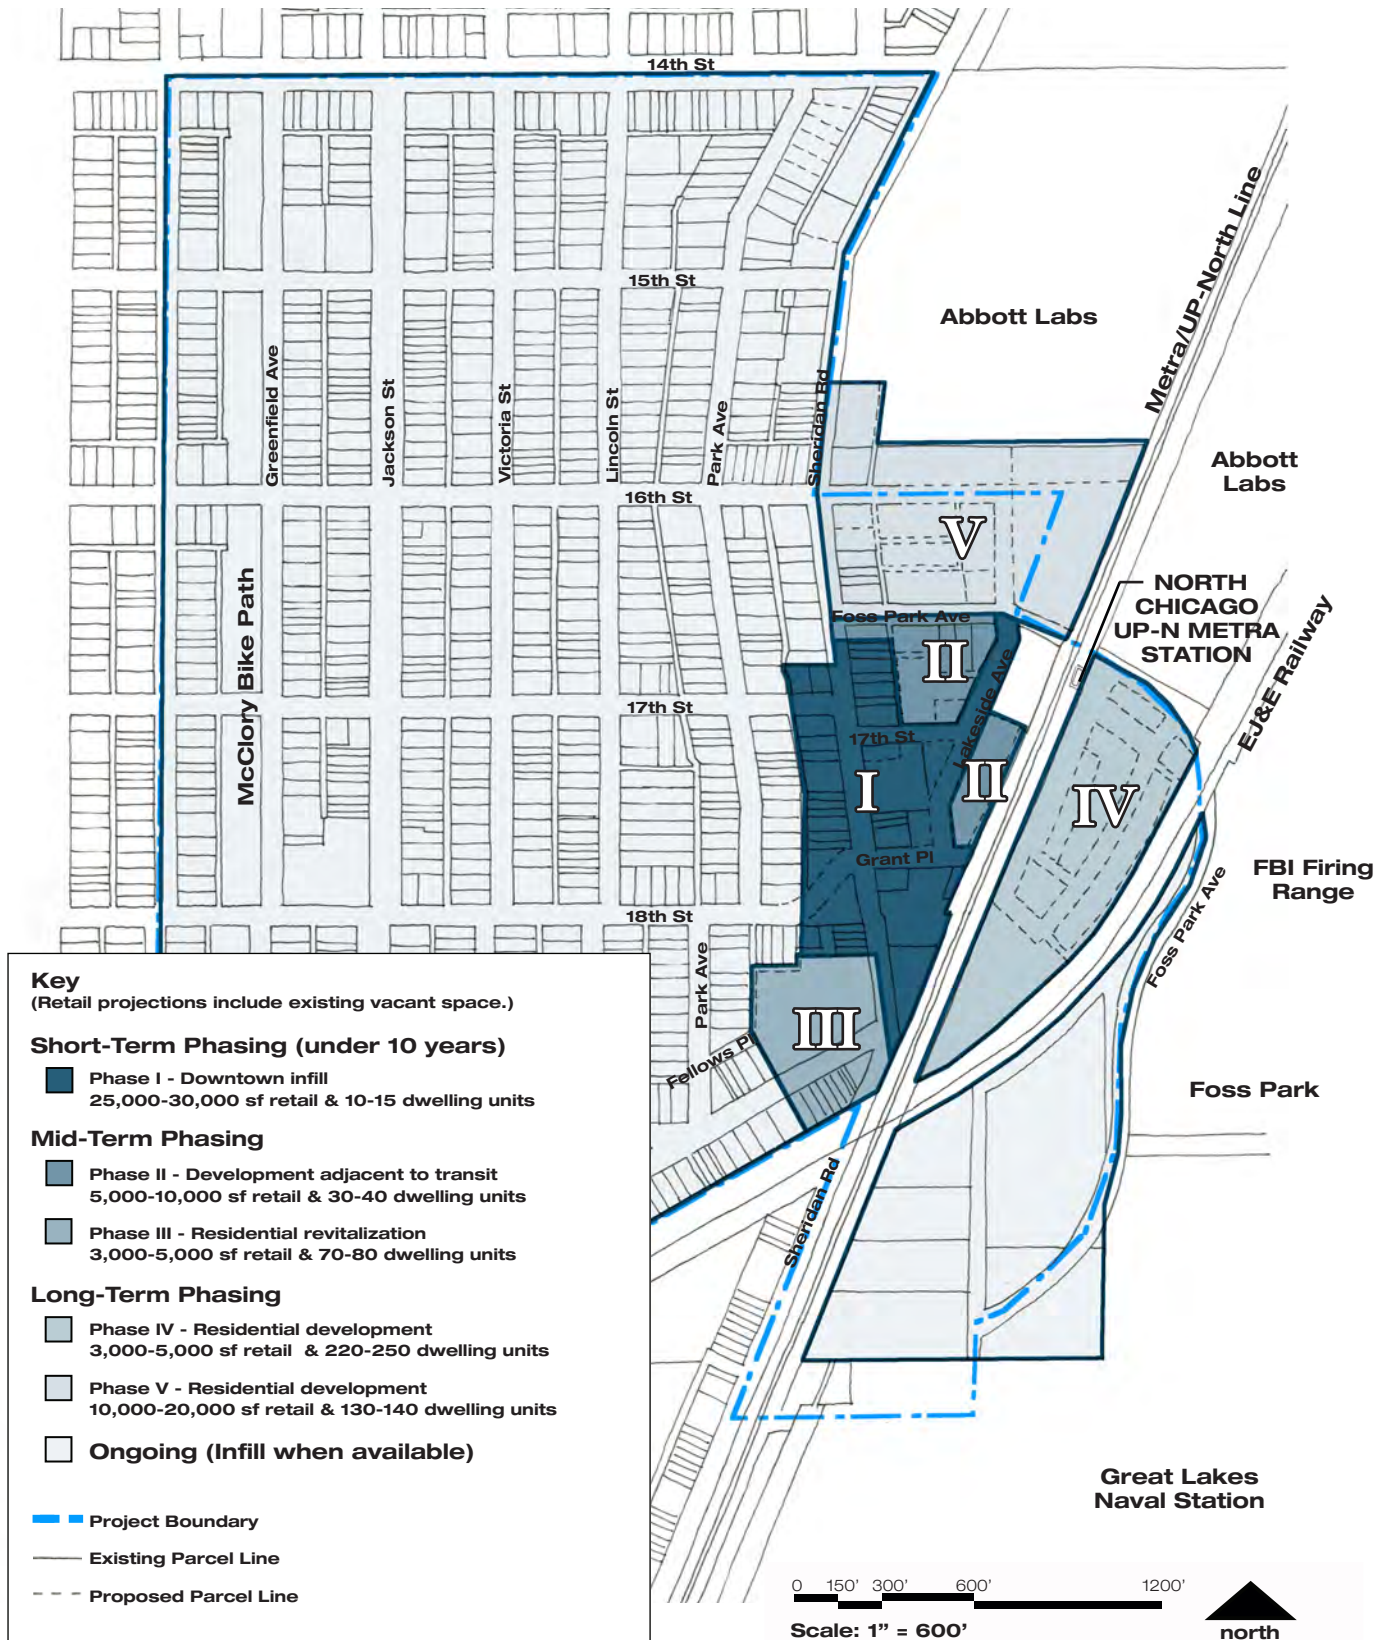 14th St
15th St
Abbott Labs
Metra/UP-North Line
Greenfield Ave
Jackson St
Victoria St
Lincoln St
Park Ave
Sheridan Rd
16th St
Abbott
Labs
V
NORTH
CHICAGO
UP-N METRA
STATION
McClory Bike Path
Foss Park Ave
II
Lakeside Ave
EJ&E Railway
17th St
17th St
I
II
IV
Grant Pl
FBI Firing
Range
18th St
Foss Park Ave
Park Ave
III
Fellows Pl
Foss Park
Sheridan Rd
Key
(Retail projections include existing vacant space.)
Short-Term Phasing (under 10 years)
Phase I - Downtown infill
25,000-30,000 sf retail & 10-15 dwelling units
Mid-Term Phasing
Phase II - Development adjacent to transit
5,000-10,000 sf retail & 30-40 dwelling units
Phase III - Residential revitalization
3,000-5,000 sf retail & 70-80 dwelling units
Long-Term Phasing
Phase IV - Residential development
3,000-5,000 sf retail & 220-250 dwelling units
Phase V - Residential development
10,000-20,000 sf retail & 130-140 dwelling units
Ongoing (Infill when available)
Project Boundary
Existing Parcel Line
Proposed Parcel Line
Great Lakes
Naval Station
0 150' 300' 600' 1200'
Scale: 1” = 600’
north